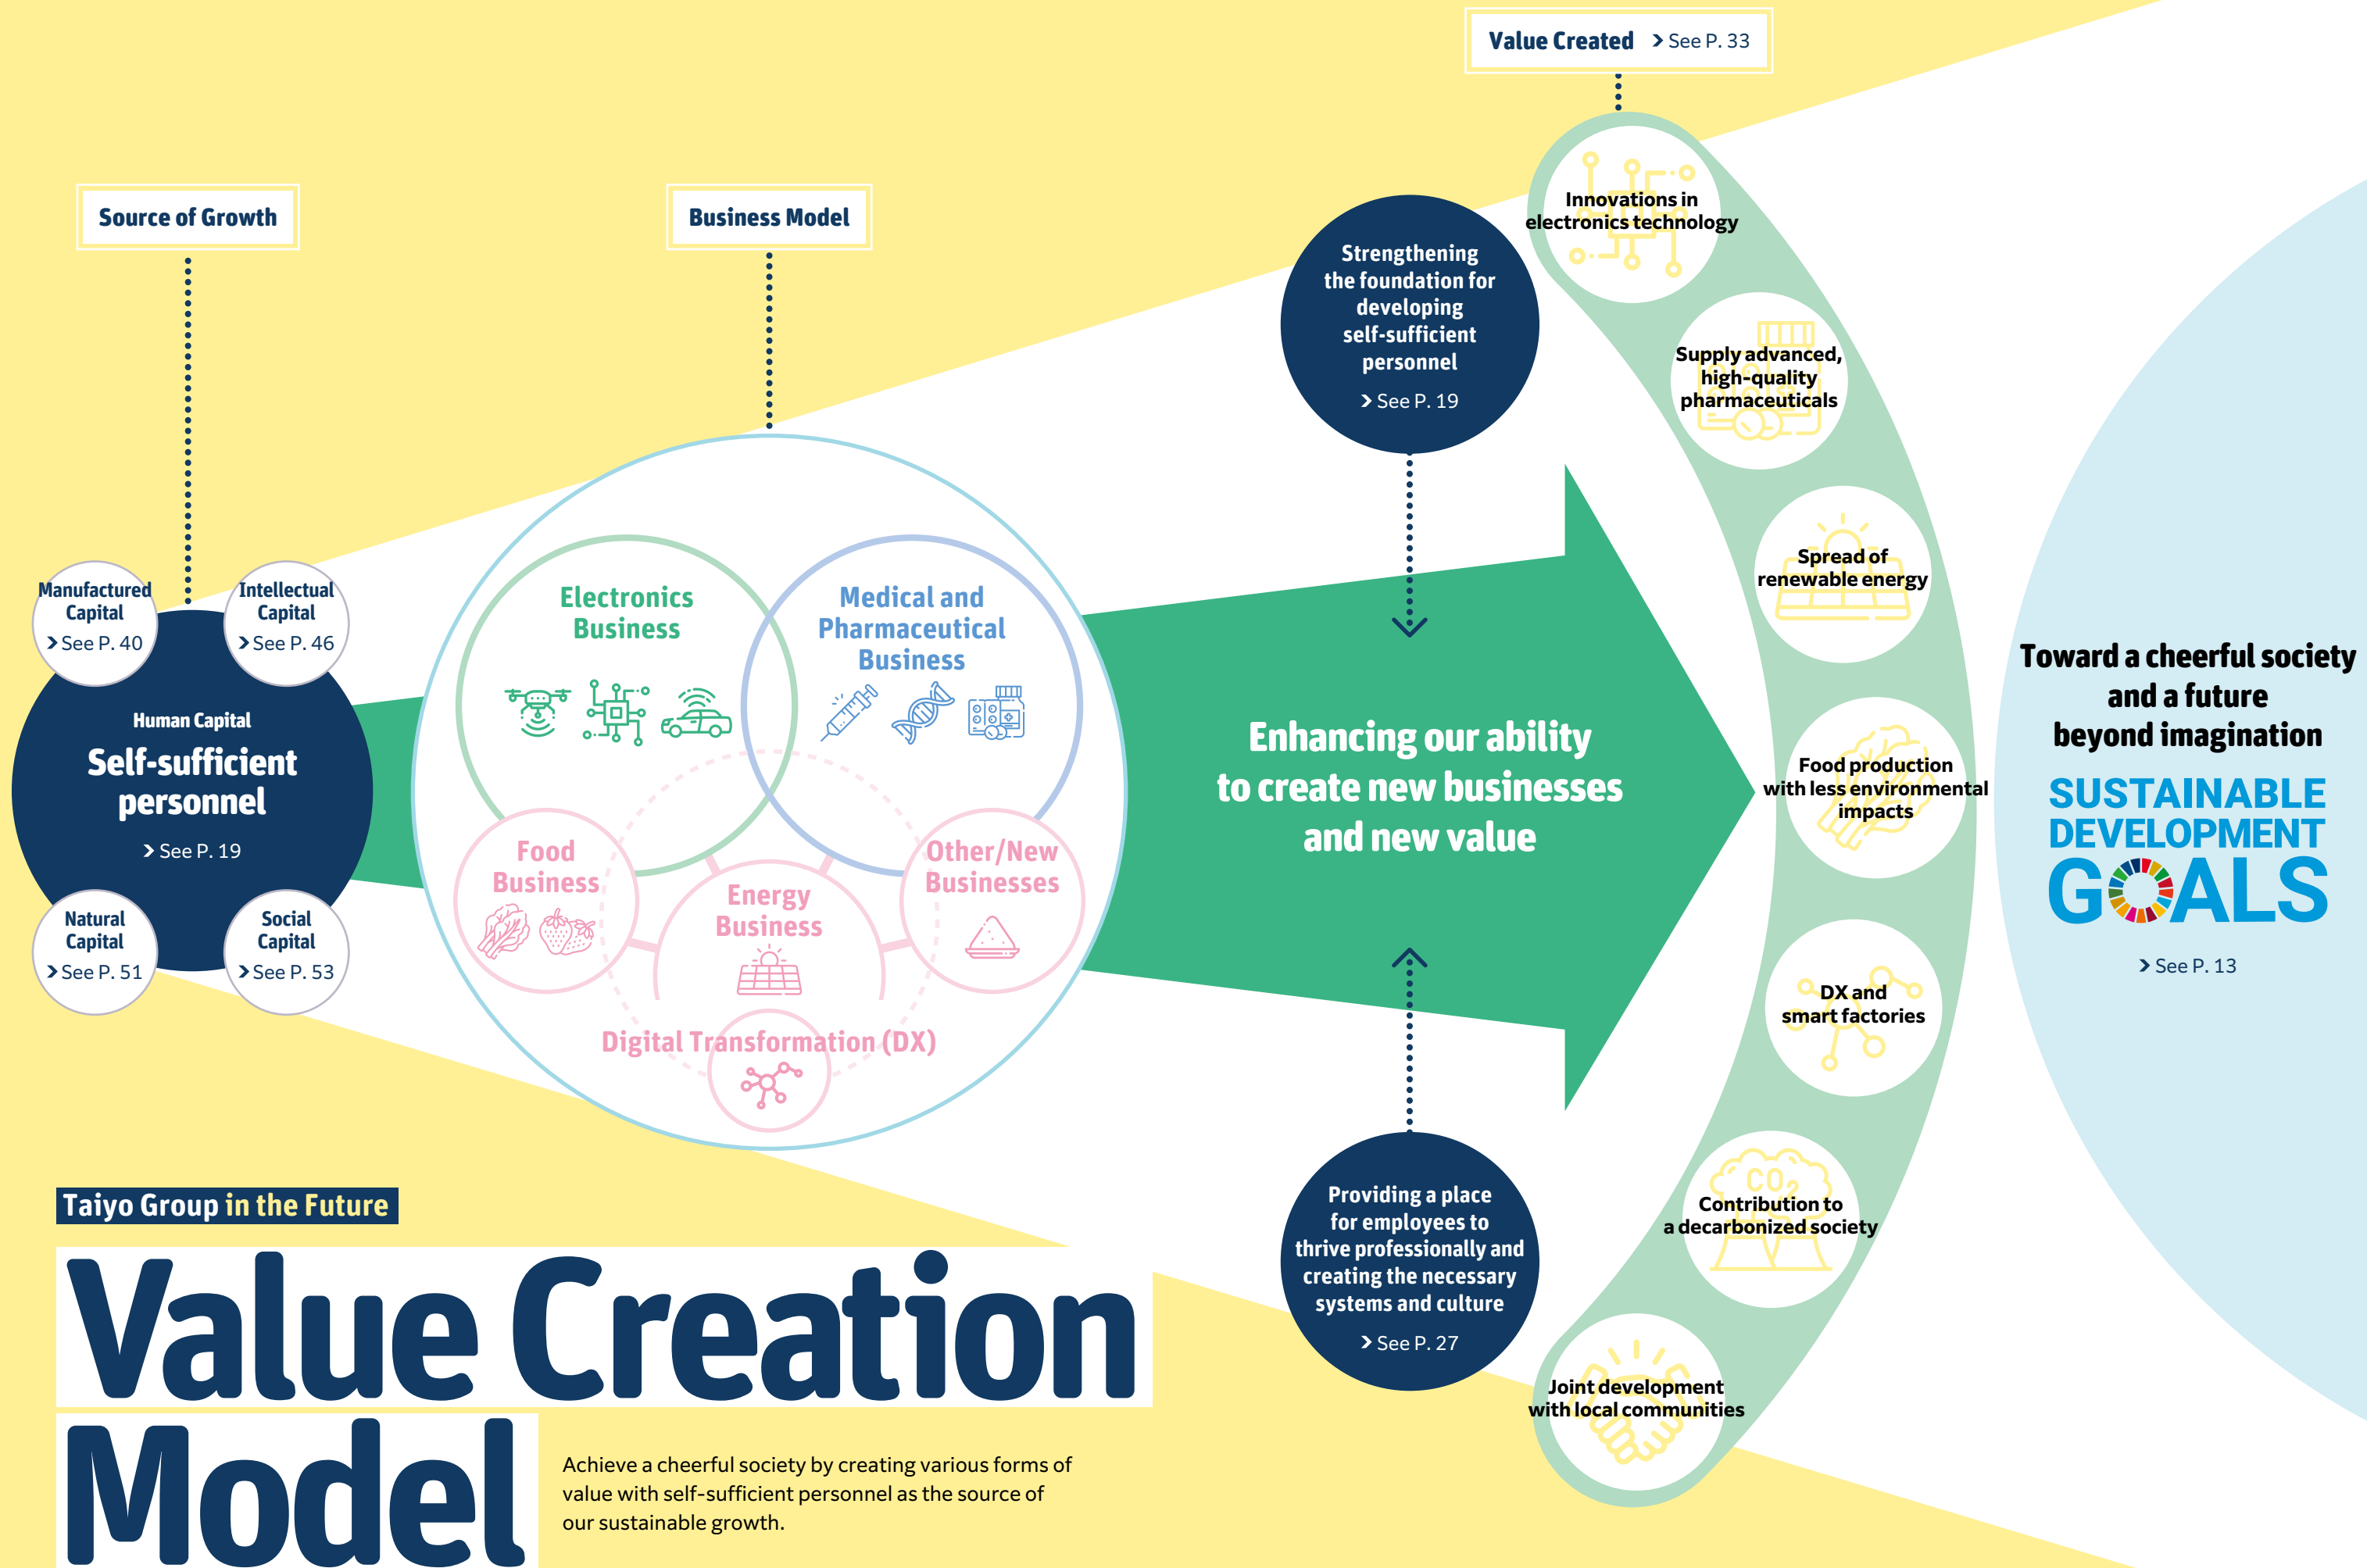 Value Created > See P. 33
Source of Growth
Business Model
Manufactured
Capital
> See P. 40
Intellectual
Capital
> See P. 46
Human Capital
Self-sufficient
personnel
> See P. 19
Natural
Capital
> See P. 51
Social
Capital
> See P. 53
Electronics
Business
Medical and
Pharmaceutical
Business
Food
Business
Energy
Business
Other/New
Businesses
Digital Transformation (DX)
Strengthening
the foundation for
developing
self-sufficient
personnel
> See P. 19
Enhancing our ability
to create new businesses
and new value
Providing a place
for employees to
thrive professionally and
creating the necessary
systems and culture
> See P. 27
Innovations in
electronics technology
Supply advanced,
high-quality
pharmaceuticals
Spread of
renewable energy
Food production
with less environmental
impacts
DX and
smart factories
CO2
Contribution to
a decarbonized society
Joint development
with local communities
Toward a cheerful society
and a future
beyond imagination
SUSTAINABLE
DEVELOPMENT
GOALS
> See P. 13
Taiyo Group in the Future
Value Creation
Model
Achieve a cheerful society by creating various forms of
value with self-sufficient personnel as the source of
our sustainable growth.